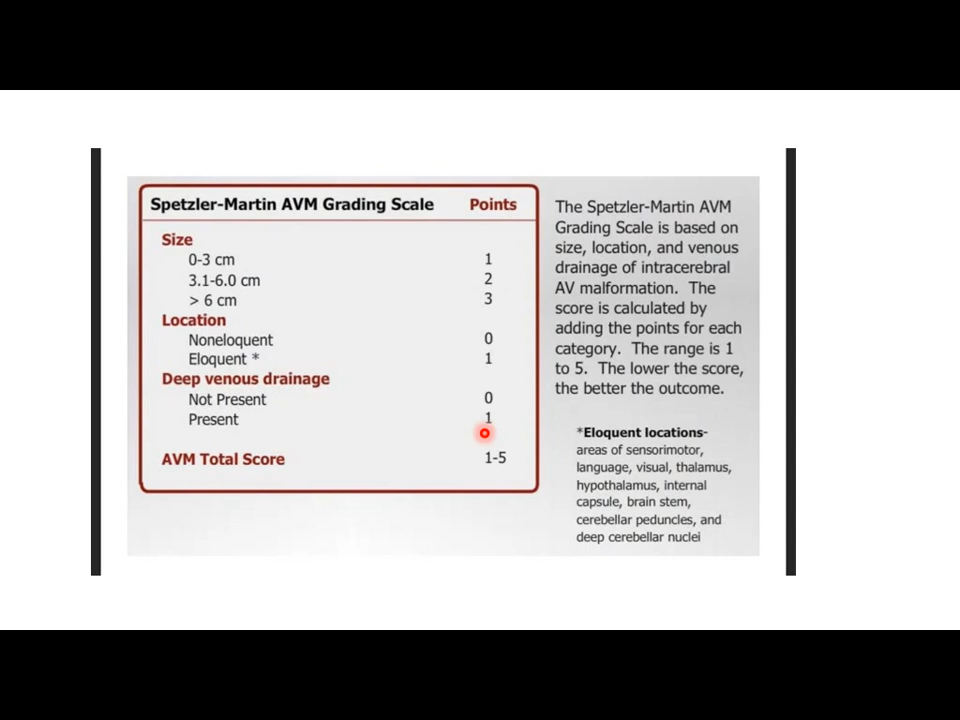 Spetzler-Martin AVM Grading Scale Points
Size
0-3 cm 1
3.1-6.0 cm 2
> 6 cm 3
Location
Noneloquent 0
Eloquent * 1
Deep venous drainage
Not Present 0
Present 1
AVM Total Score 1-5
The Spetzler-Martin AVM
Grading Scale is based on
size, location, and venous
drainage of intracerebral
AV malformation. The
score is calculated by
adding the points for each
category. The range is 1
to 5. The lower the score,
the better the outcome.
*Eloquent locations-
areas of sensorimotor,
language, visual, thalamus,
hypothalamus, internal
capsule, brain stem,
cerebellar peduncles, and
deep cerebellar nuclei